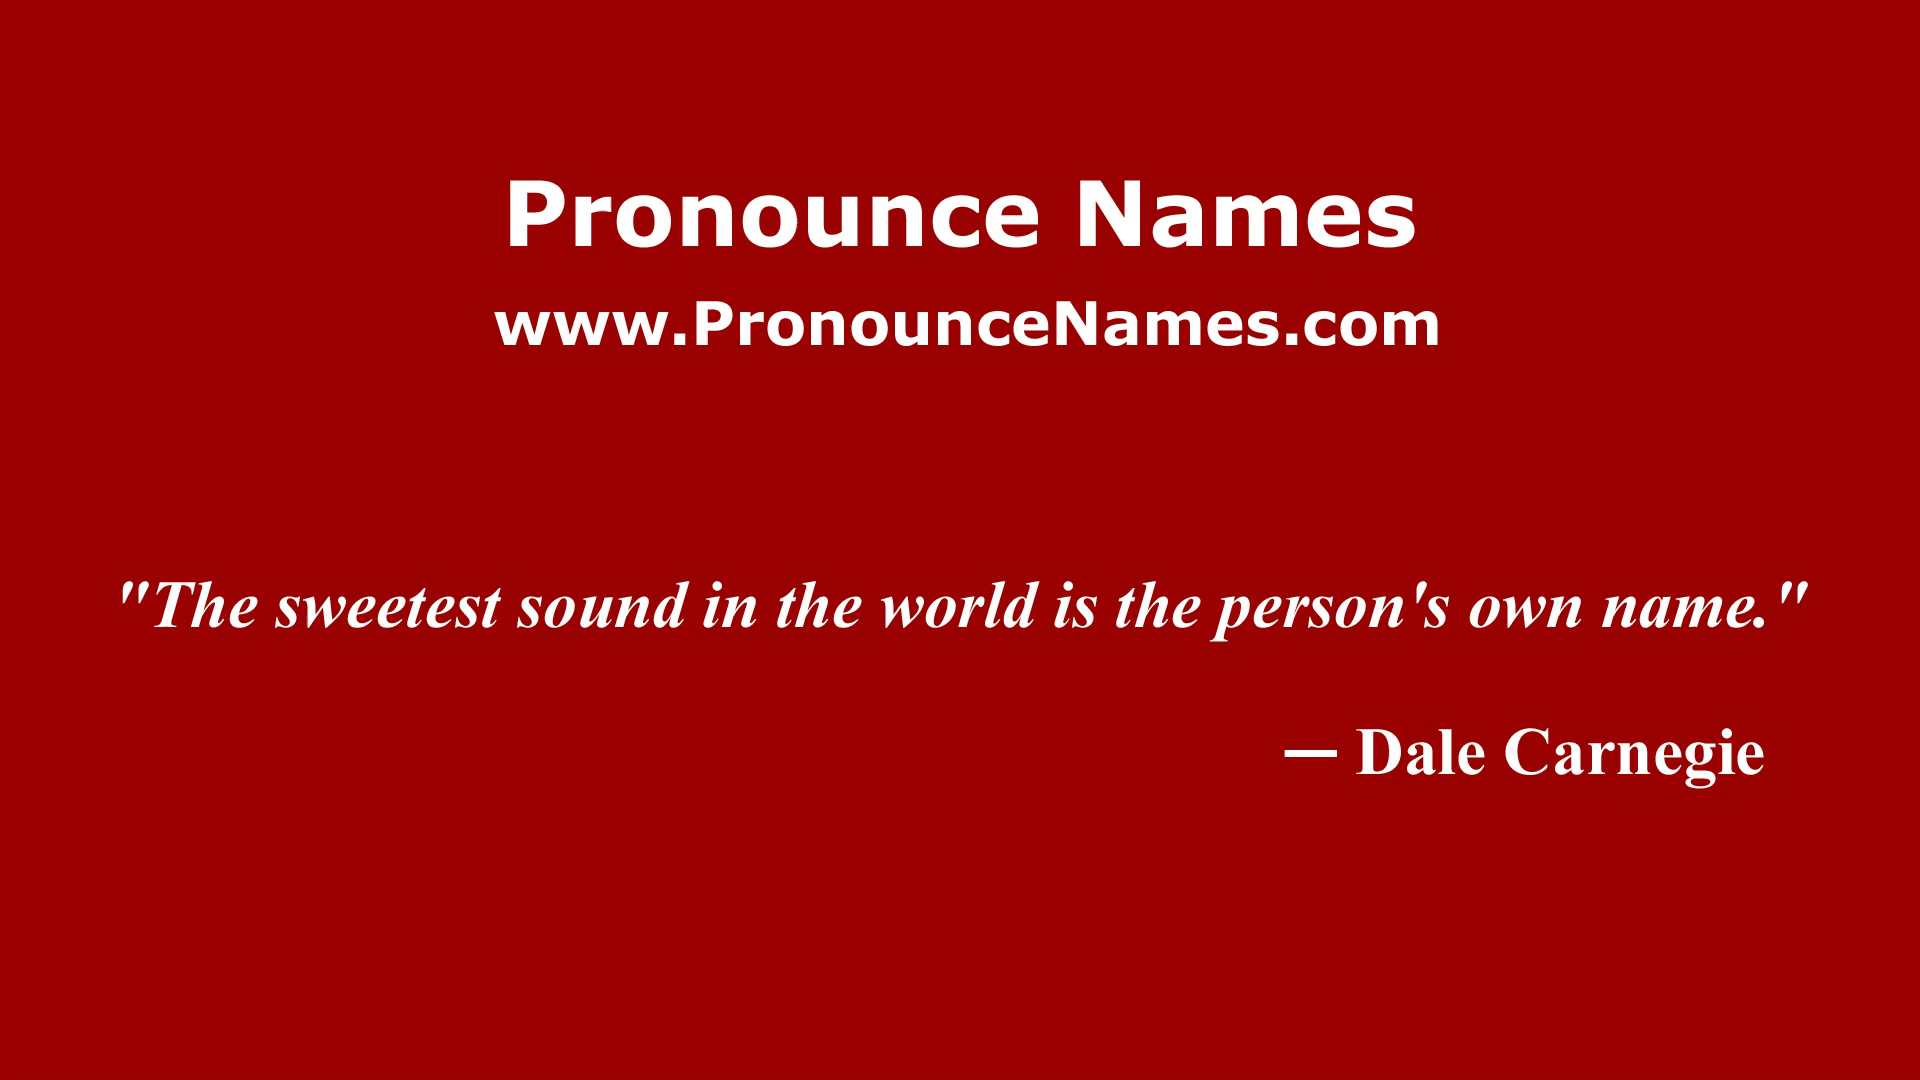 Pronounce Names
www.PronounceNames.com
"The sweetest sound in the world is the person's own name."
— Dale Carnegie